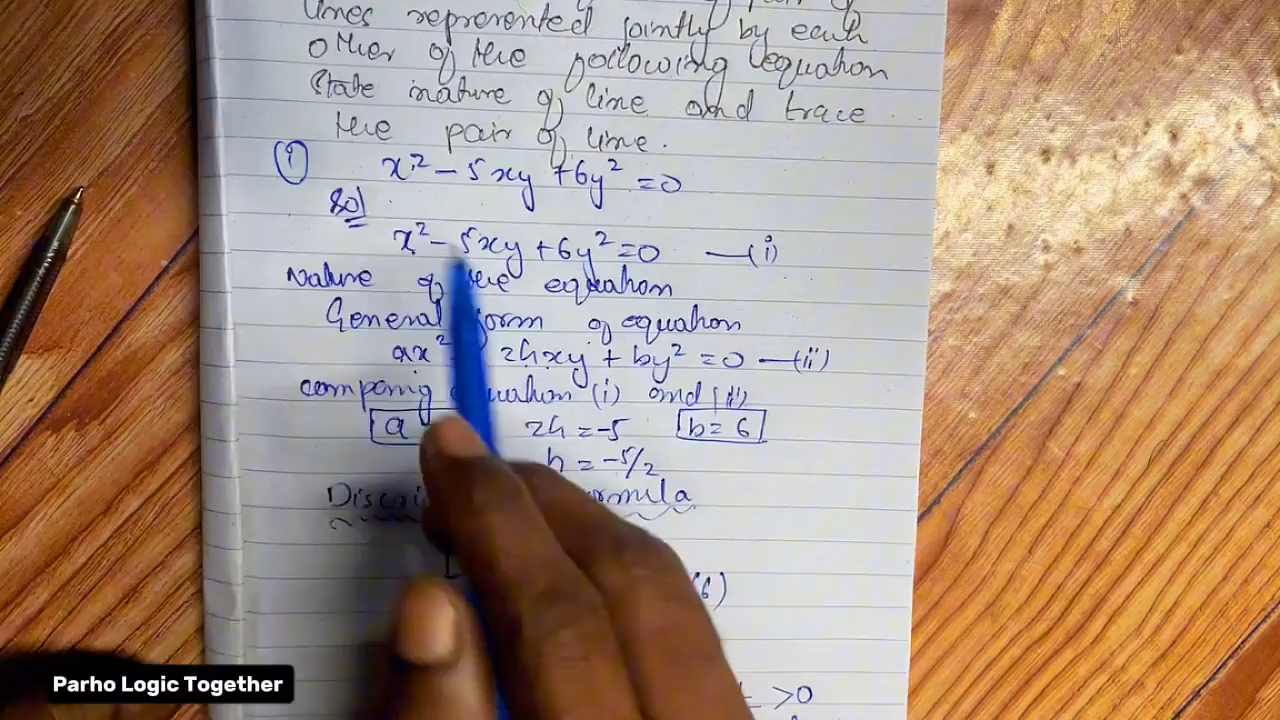 lines represented jointly by each
other of the following equation
State nature of line and trace
the pair of line.
(i) x² - 5xy + 6y² = 0
Sol
x² - 5xy + 6y² = 0 —(i)
Nature of the equation
General form of equation
ax² 2hxy + by² = 0 —(ii)
comparing equation (i) and (ii)
a 2h = -5 b = 6
h = -5/2
(6)
>0
Parho Logic Together